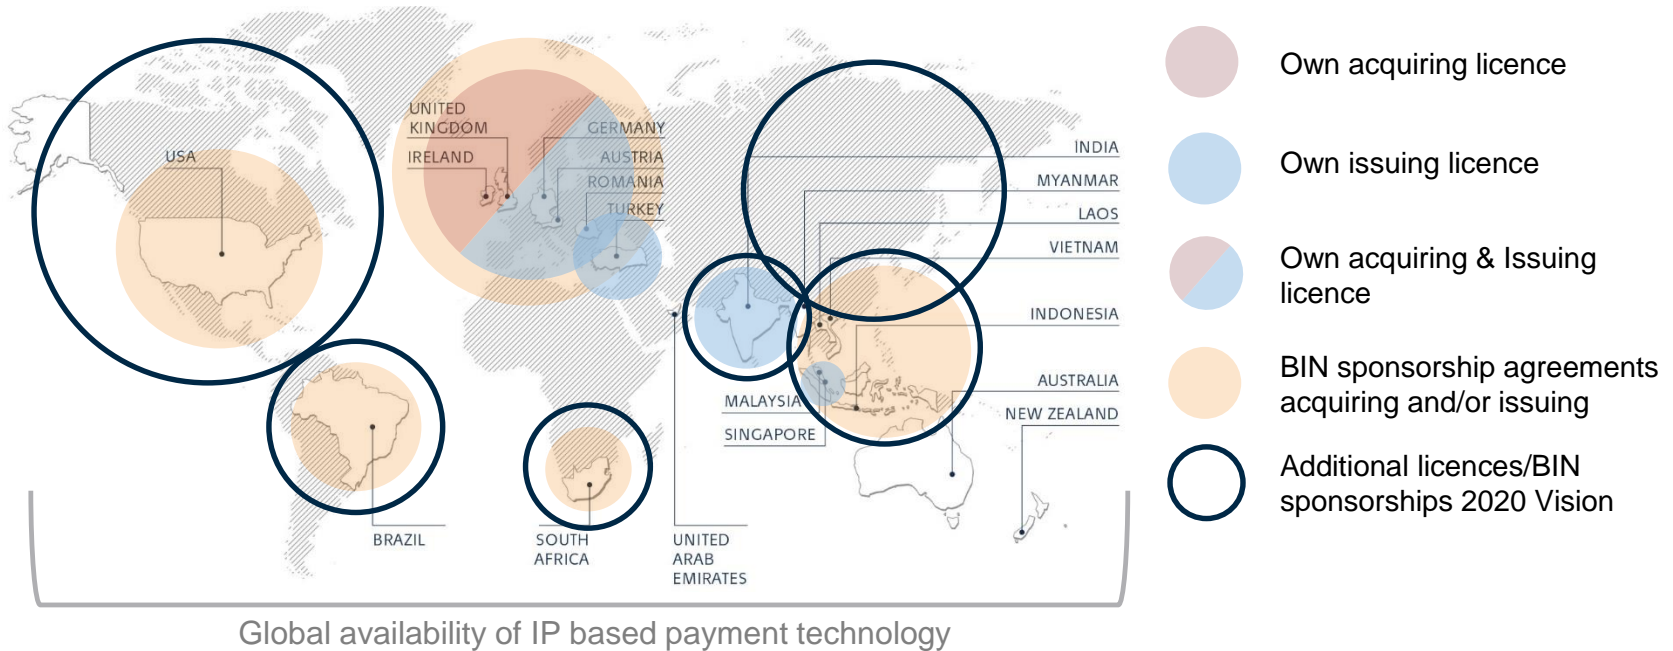 UNITED
KINGDOM
IRELAND
GERMANY
AUSTRIA
ROMANIA
TURKEY
USA
INDIA
MYANMAR
LAOS
VIETNAM
INDONESIA
AUSTRALIA
NEW ZEALAND
MALAYSIA
SINGAPORE
BRAZIL
SOUTH
AFRICA
UNITED
ARAB
EMIRATES
Global availability of IP based payment technology
Own acquiring licence
Own issuing licence
Own acquiring & Issuing
licence
BIN sponsorship agreements
acquiring and/or issuing
Additional licences/BIN
sponsorships 2020 Vision